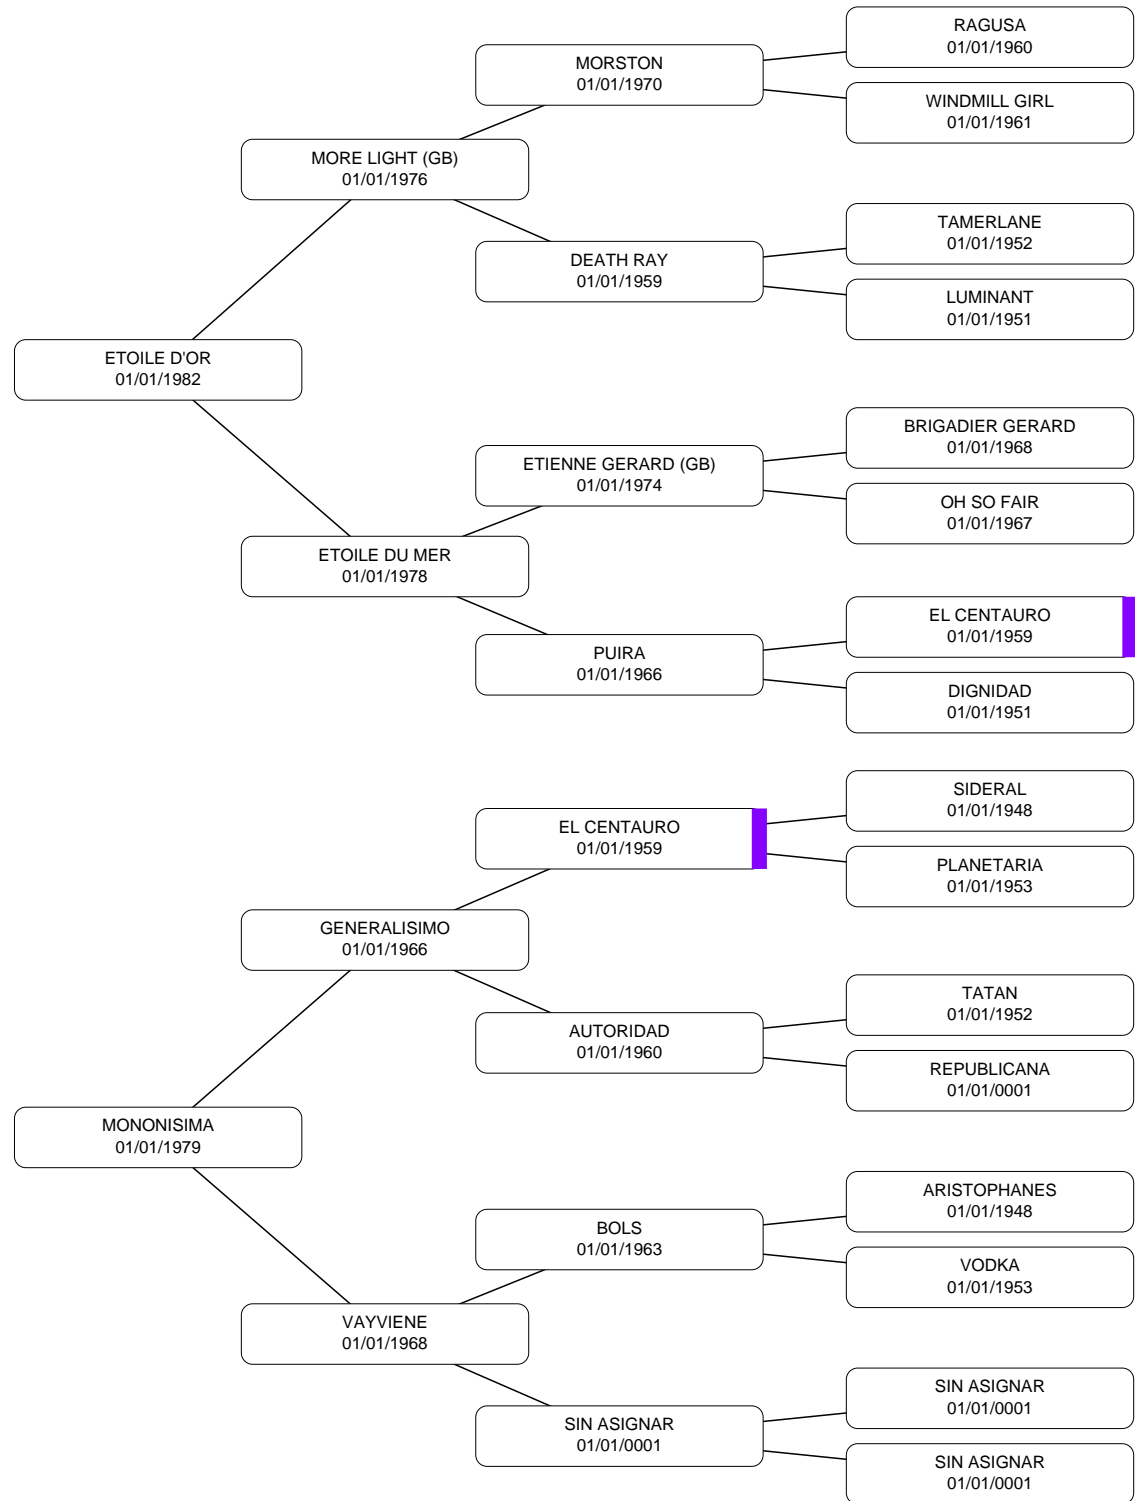 RAGUSA
01/01/1960
MORSTON
01/01/1970
WINDMILL GIRL
01/01/1961
MORE LIGHT (GB)
01/01/1976
TAMERLANE
01/01/1952
DEATH RAY
01/01/1959
LUMINANT
01/01/1951
ETOILE D'OR
01/01/1982
BRIGADIER GERARD
01/01/1968
ETIENNE GERARD (GB)
01/01/1974
OH SO FAIR
01/01/1967
ETOILE DU MER
01/01/1978
EL CENTAURO
01/01/1959
PUIRA
01/01/1966
DIGNIDAD
01/01/1951
SIDERAL
01/01/1948
EL CENTAURO
01/01/1959
PLANETARIA
01/01/1953
GENERALISIMO
01/01/1966
TATAN
01/01/1952
AUTORIDAD
01/01/1960
REPUBLICANA
01/01/0001
MONONISIMA
01/01/1979
ARISTOPHANES
01/01/1948
BOLS
01/01/1963
VODKA
01/01/1953
VAYVIENE
01/01/1968
SIN ASIGNAR
01/01/0001
SIN ASIGNAR
01/01/0001
SIN ASIGNAR
01/01/0001